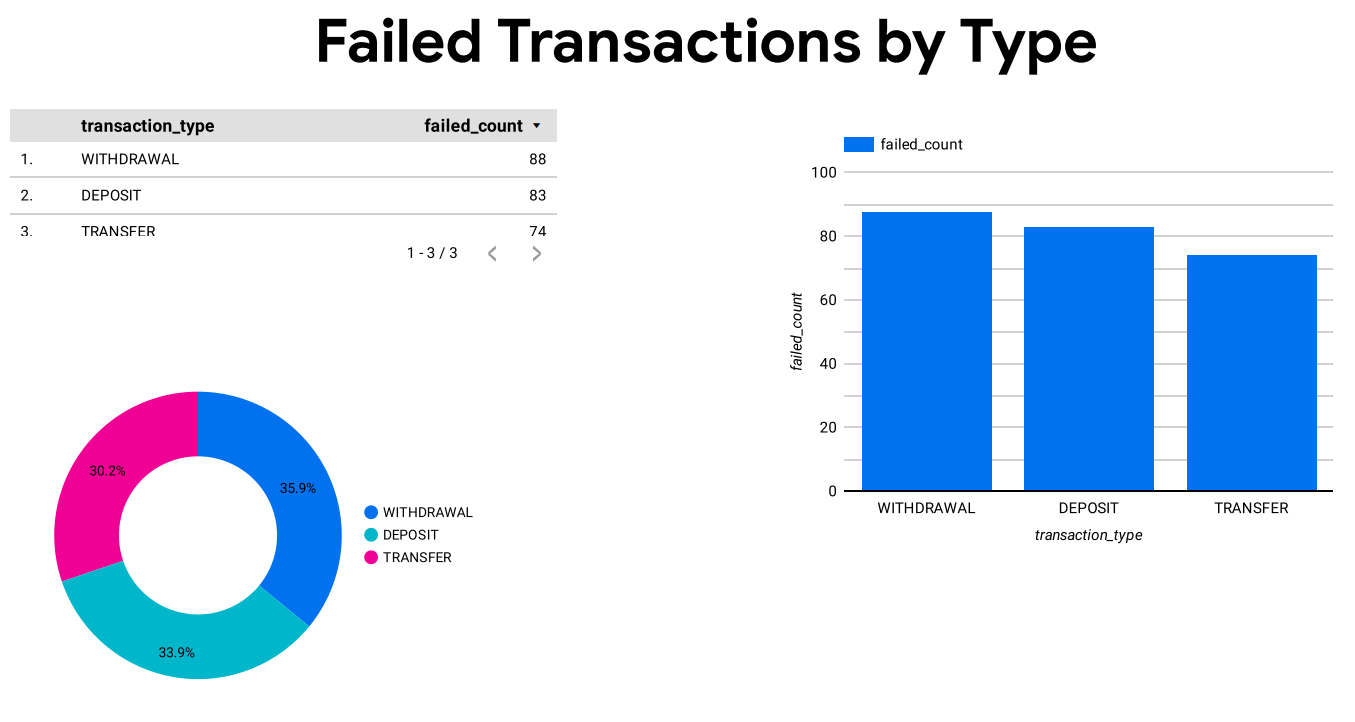 Failed Transactions by Type
transaction_type failed_count
1. WITHDRAWAL 88
2. DEPOSIT 83
3. TRANSFER 74
1 - 3 / 3
failed_count
100
80
60
40
20
0
failed_count
WITHDRAWAL DEPOSIT TRANSFER
transaction_type
30.2%
35.9%
33.9%
WITHDRAWAL
DEPOSIT
TRANSFER